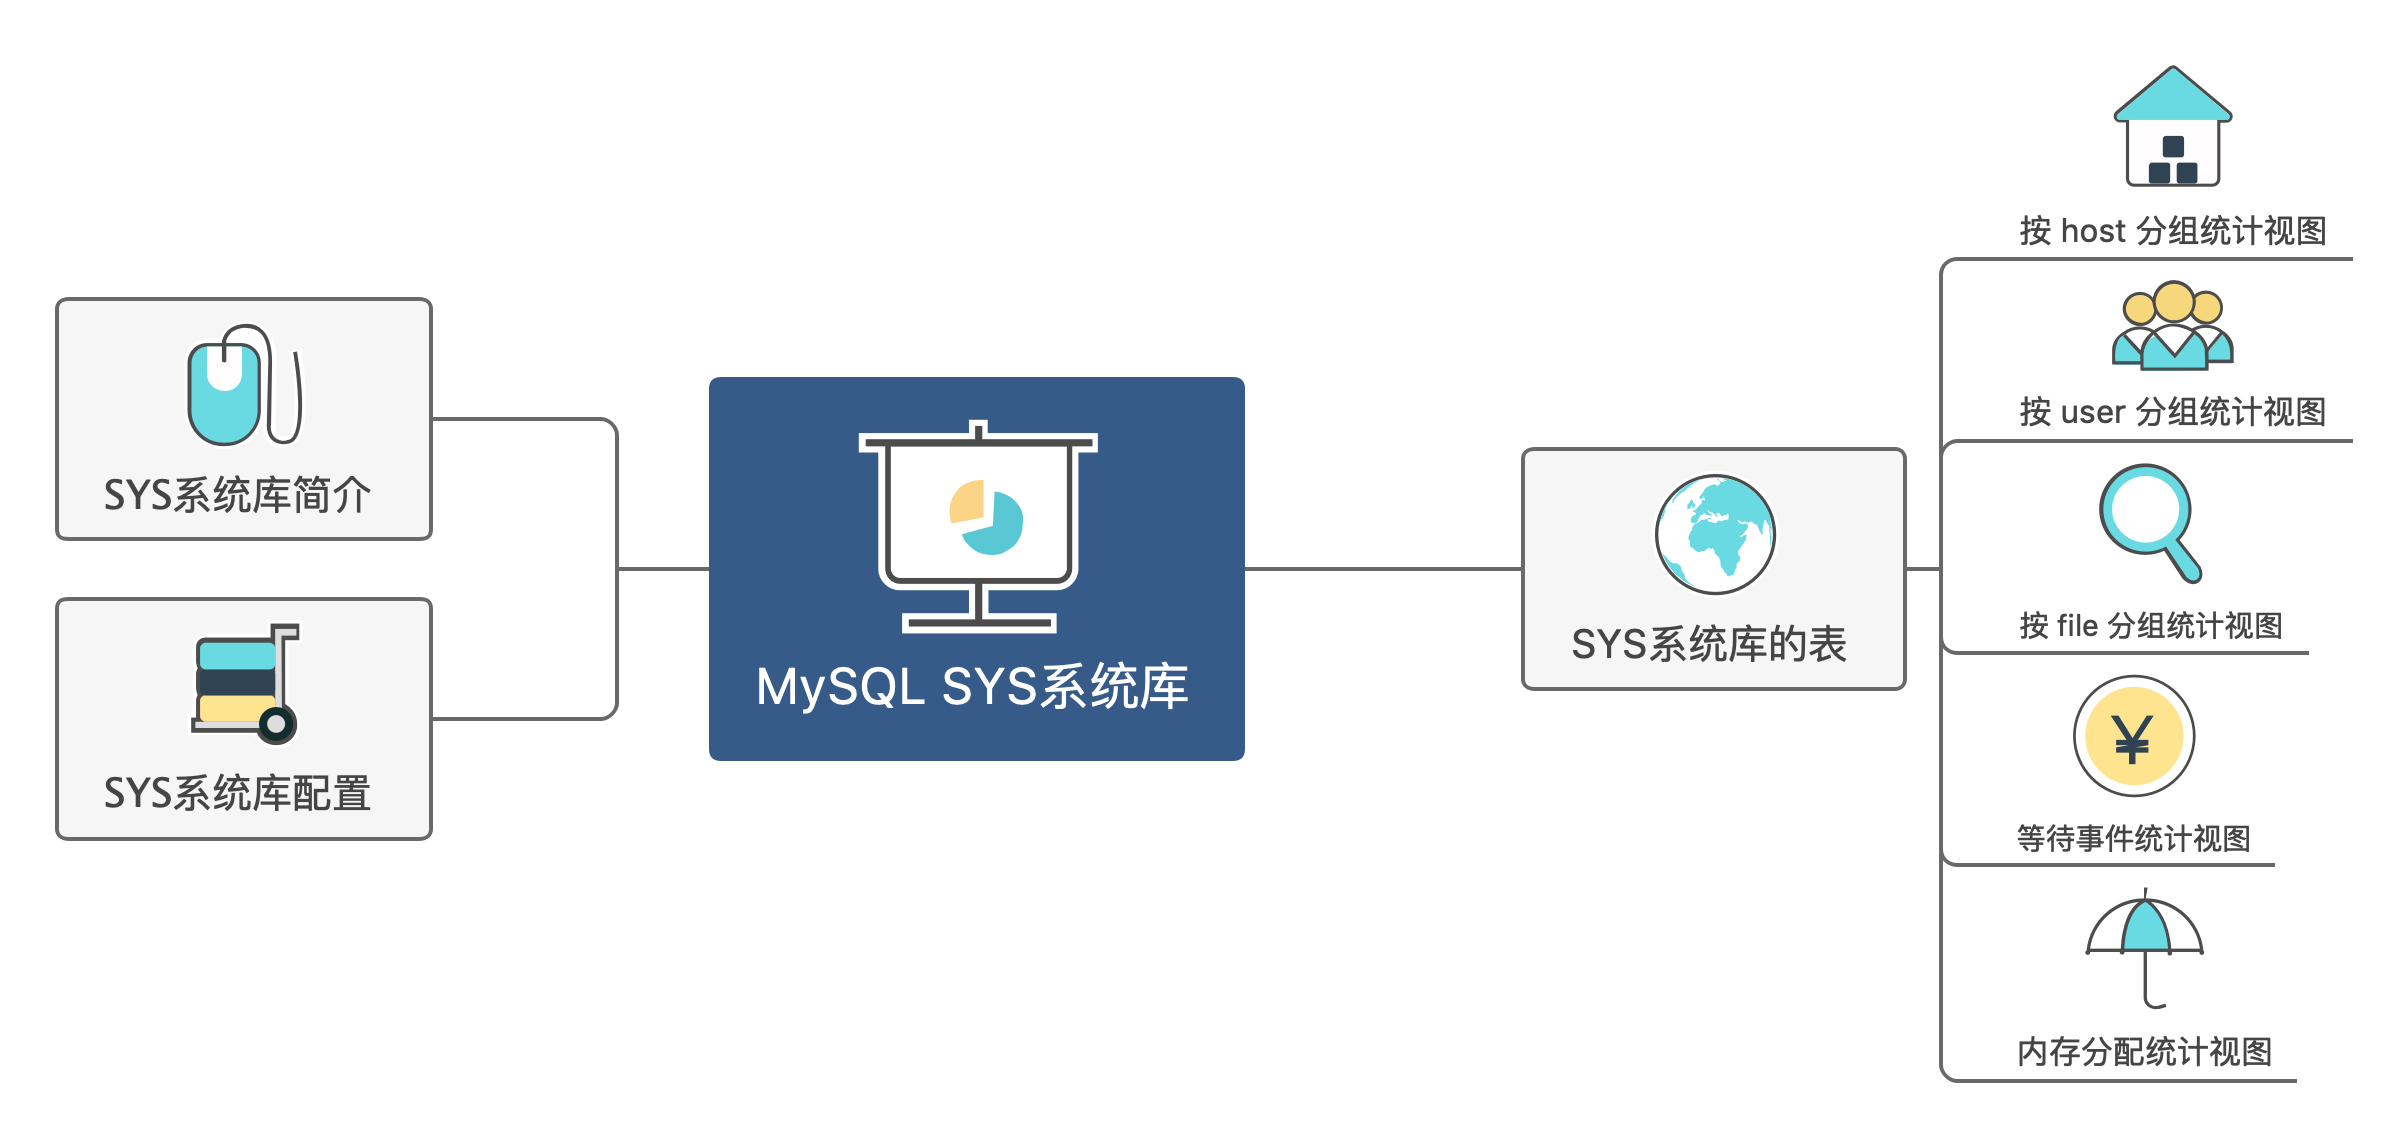 SYS系统库简介
SYS系统库配置
MySQL SYS系统库
SYS系统库的表
按 host 分组统计视图
按 user 分组统计视图
按 file 分组统计视图
¥
等待事件统计视图
内存分配统计视图